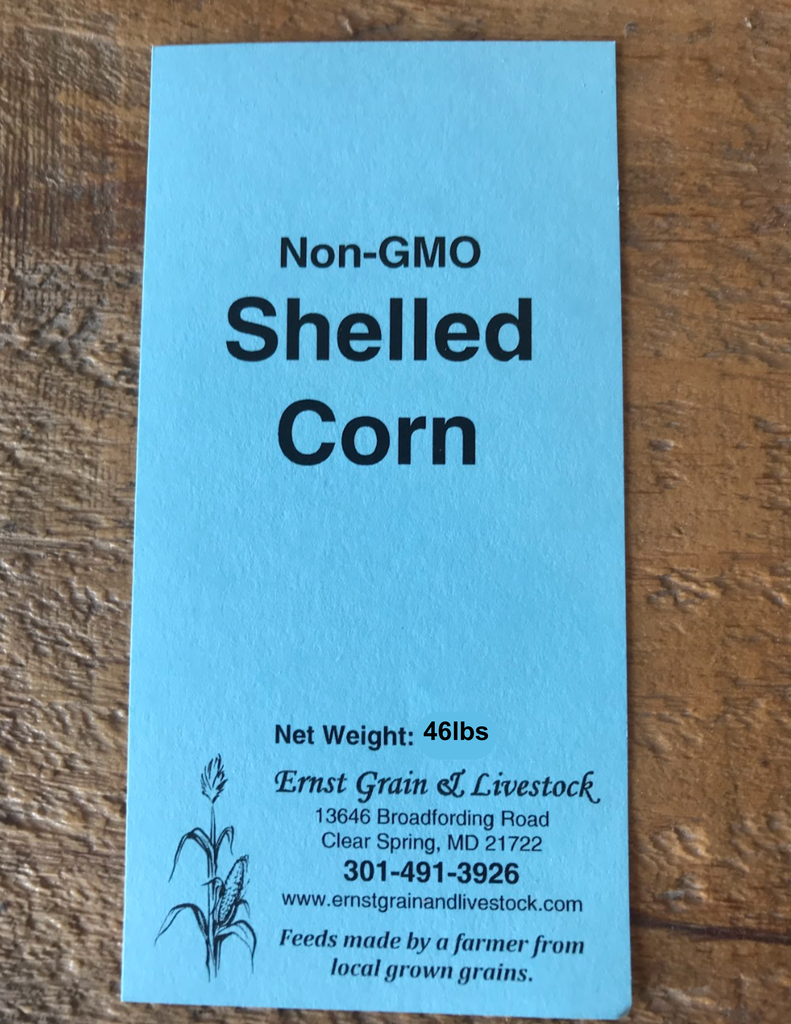 Non-GMO
Shelled
Corn
Net Weight: 46lbs
Ernst Grain & Livestock
13646 Broadfording Road
Clear Spring, MD 21722
301-491-3926
www.ernstgrainandlivestock.com
Feeds made by a farmer from
local grown grains.